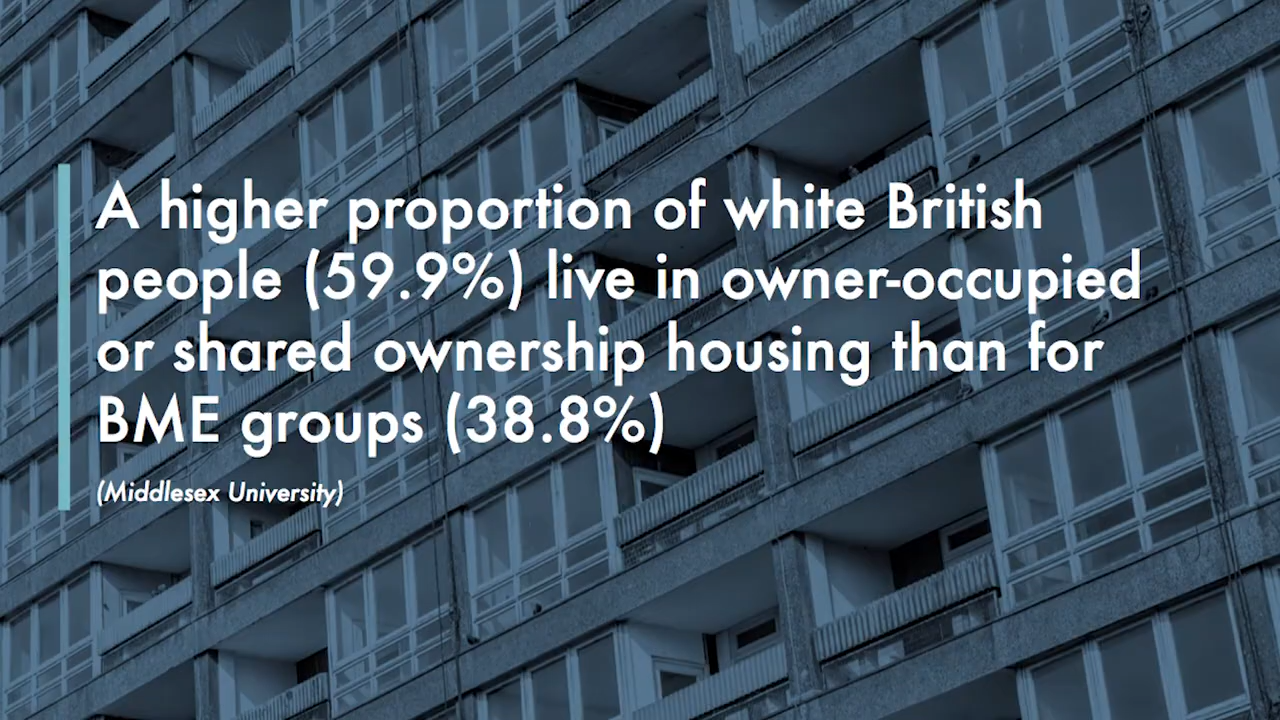 A higher proportion of white British
people (59.9%) live in owner-occupied
or shared ownership housing than for
BME groups (38.8%)
(Middlesex University)